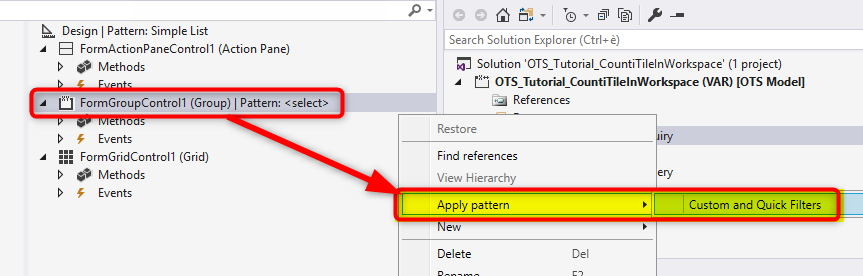 Design | Pattern: Simple List
FormActionPaneControl1 (Action Pane)
Methods
Events
FormGroupControl1 (Group) | Pattern: <select>
Methods
Events
FormGridControl1 (Grid)
Methods
Events
Search Solution Explorer (Ctrl+è)
Solution 'OTS_Tutorial_CountiTileInWorkspace' (1 project)
OTS_Tutorial_CountiTileInWorkspace (VAR) [OTS Model]
References
Restore
Find references
View Hierarchy
Apply pattern
Custom and Quick Filters
New
Delete Del
Rename F2